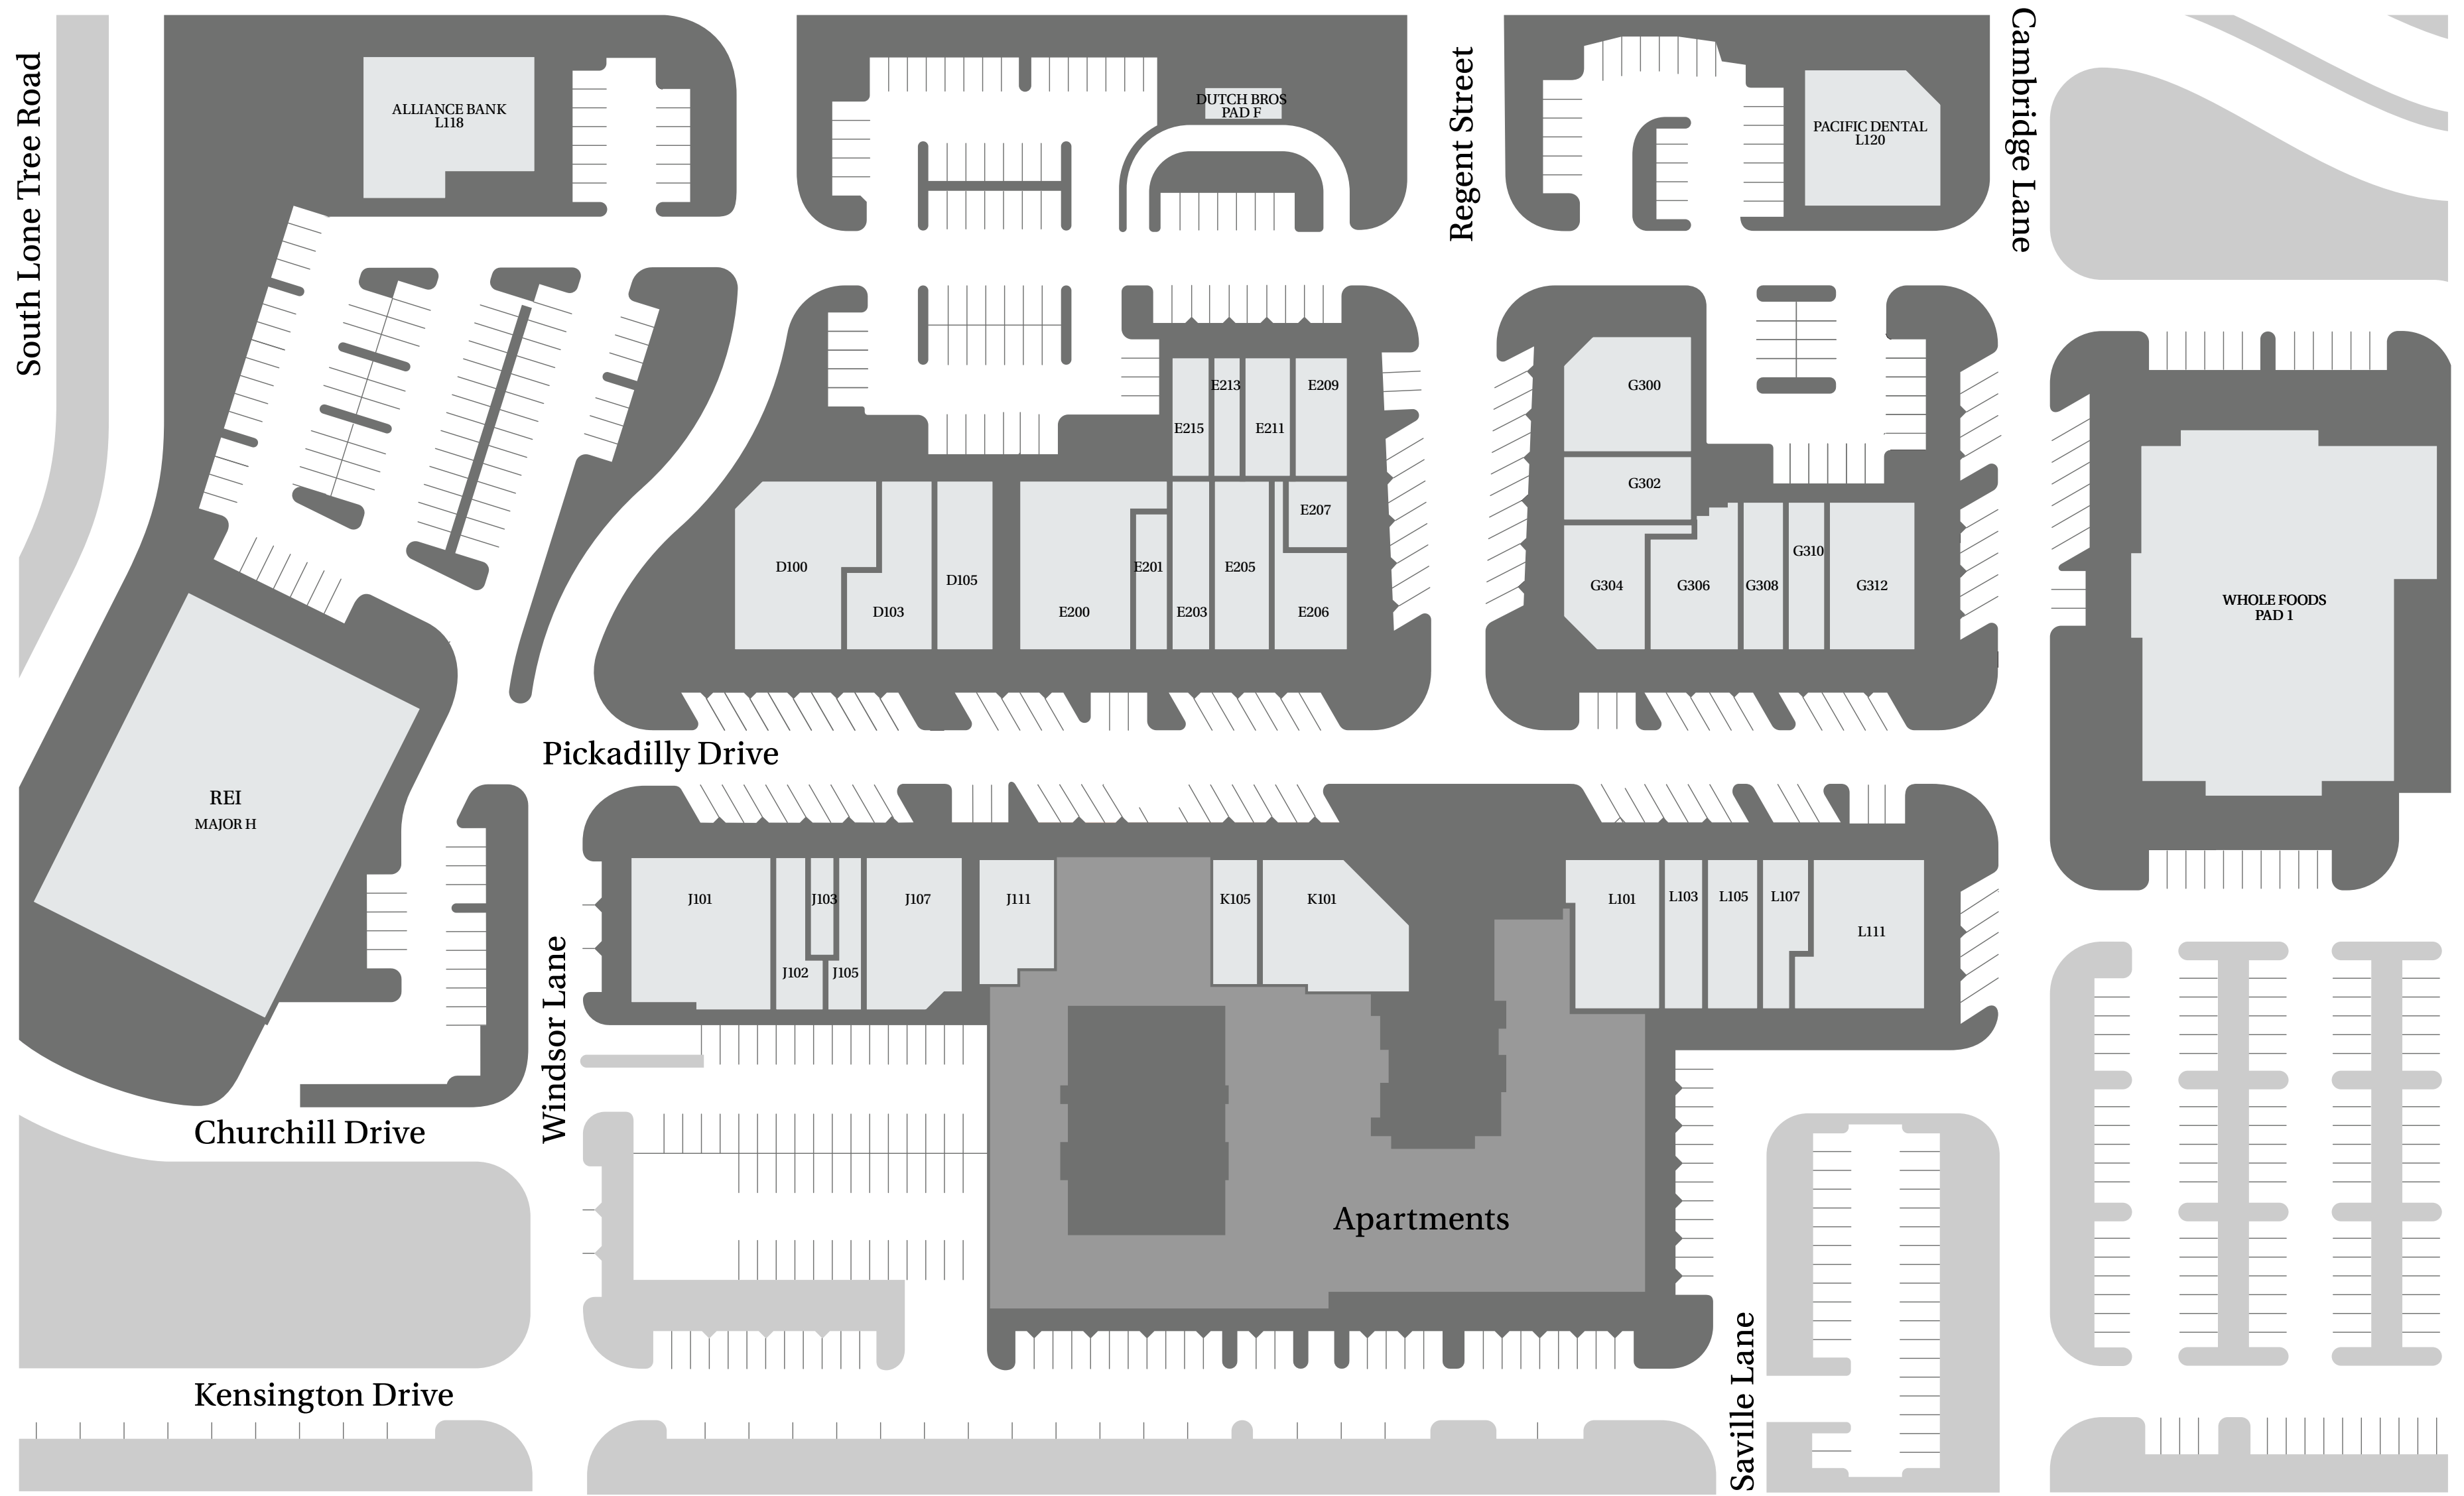 South Lone Tree Road
ALLIANCE BANK
L118
DUTCH BROS
PAD F
Regent Street
PACIFIC DENTAL
L120
Cambridge Lane
E215
E213
E211
E209
E207
D100
D103
D105
E200
E201
E203
E205
E206
G300
G302
G304
G306
G308
G310
G312
WHOLE FOODS
PAD 1
Pickadilly Drive
REI
MAJOR H
Windsor Lane
J101
J102
J103
J105
J107
J111
K105
K101
L101
L103
L105
L107
L111
Churchill Drive
Apartments
Kensington Drive
Saville Lane